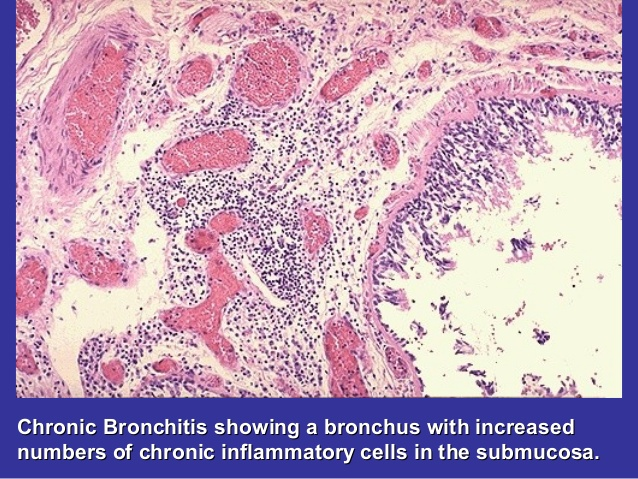 Chronic Bronchitis showing a bronchus with increased
numbers of chronic inflammatory cells in the submucosa.